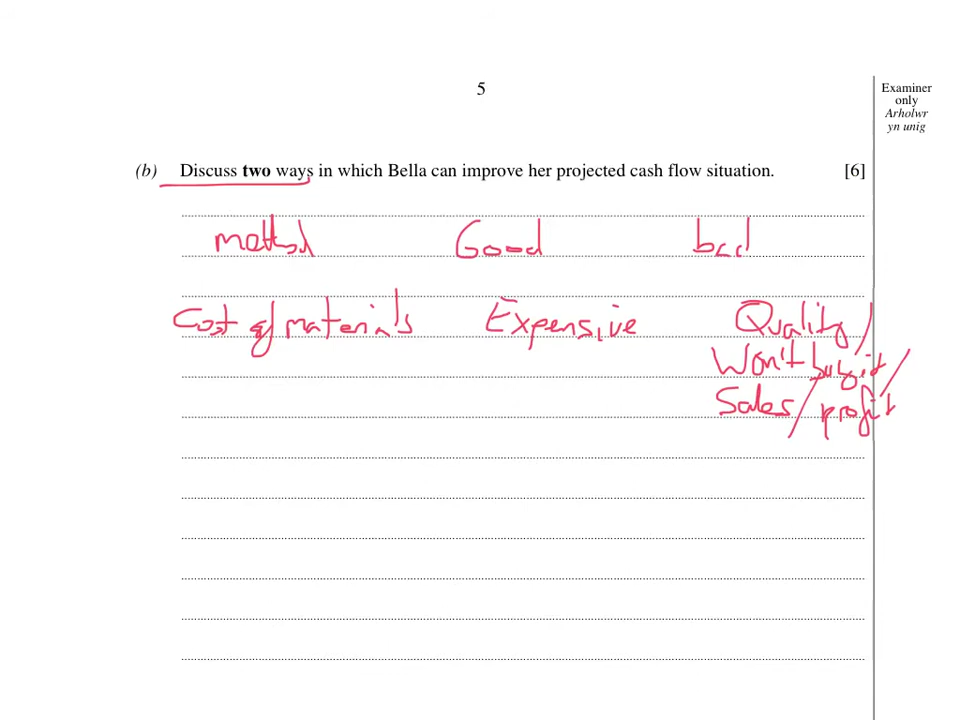 5
Examiner
only
Arholwr
yn unig
(b) Discuss two ways in which Bella can improve her projected cash flow situation. [6]
method Good bad
Cost of materials Expensive Quality/
Won't buy it/
Sales/profit